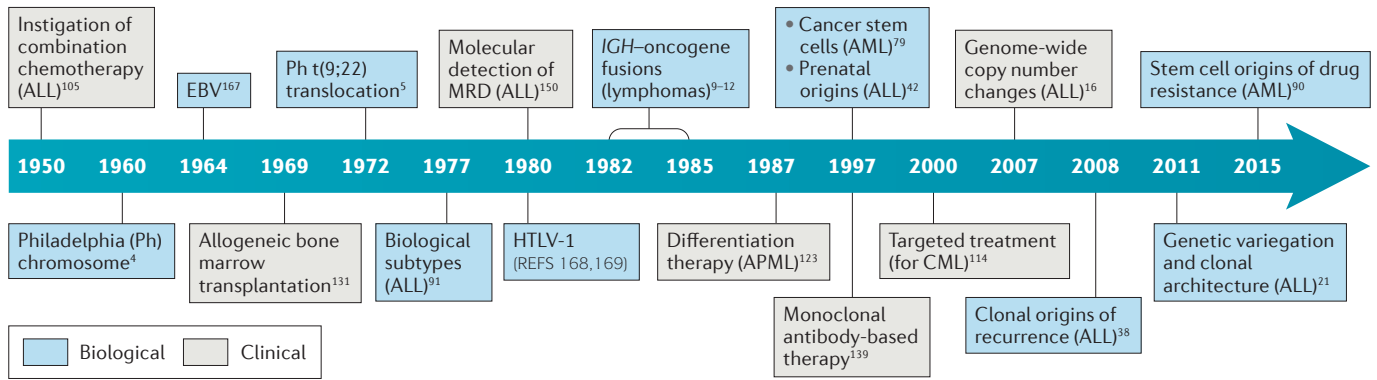 Instigation of
combination
chemotherapy
(ALL)105
EBV167
Ph t(9;22)
translocation5
Molecular
detection of
MRD (ALL)150
IGH–oncogene
fusions
(lymphomas)9–12
• Cancer stem
cells (AML)79
• Prenatal
origins (ALL)42
Genome-wide
copy number
changes (ALL)16
Stem cell origins of drug
resistance (AML)90
1950 1960 1964 1969 1972 1977 1980 1982 1985 1987 1997 2000 2007 2008 2011 2015
Philadelphia (Ph)
chromosome4
Allogeneic bone
marrow
transplantation131
Biological
subtypes
(ALL)91
HTLV-1
(REFS 168,169)
Differentiation
therapy (APML)123
Monoclonal
antibody-based
therapy139
Targeted treatment
(for CML)114
Clonal origins of
recurrence (ALL)38
Genetic variegation
and clonal
architecture (ALL)21
Biological
Clinical